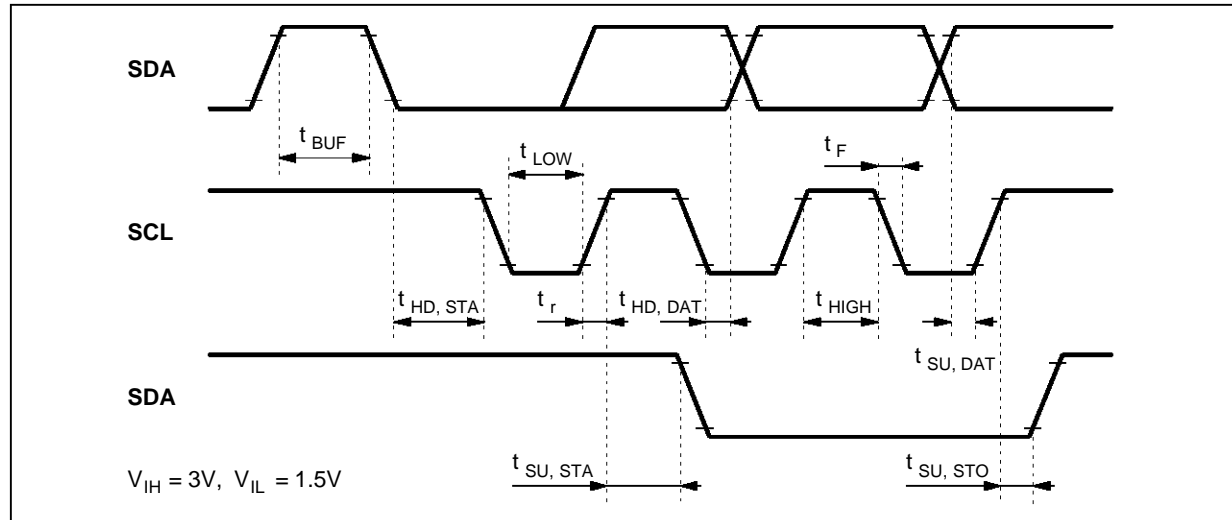 SDA
t BUF
t LOW
t F
SCL
t HD, STA
t r
t HD, DAT
t HIGH
t SU, DAT
SDA
t SU, STA
t SU, STO
V IH = 3V, V IL = 1.5V